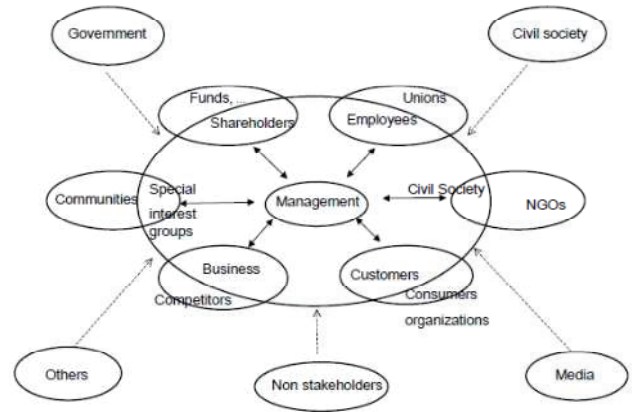 Government
Civil society
Funds, ...
Shareholders
Unions
Employees
Communities
Special
interest
groups
Management
Civil Society
NGOs
Business
Competitors
Customers
Consumers
organizations
Others
Non stakeholders
Media